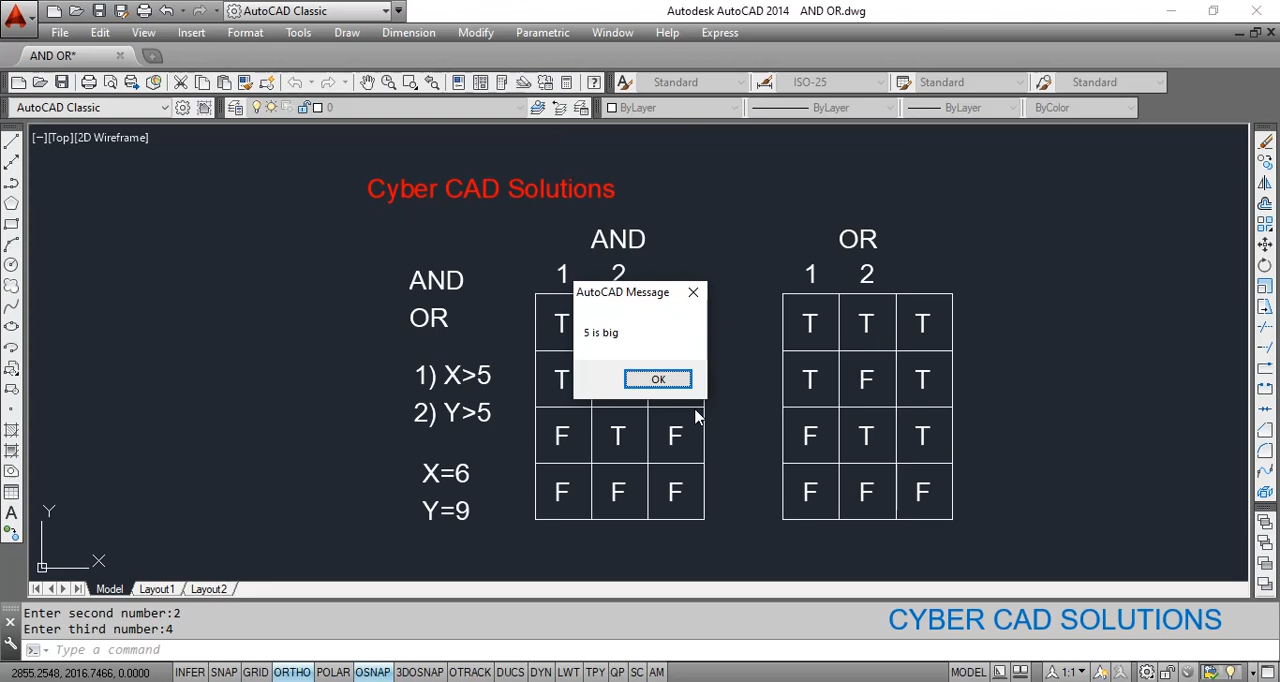 AutoCAD Classic
Autodesk AutoCAD 2014 AND OR.dwg
File Edit View Insert Format Tools Draw Dimension Modify Parametric Window Help Express
AND OR*
Standard ISO-25 Standard Standard
AutoCAD Classic 0 ByLayer ByLayer ByLayer ByColor
[−][Top][2D Wireframe]
Cyber CAD Solutions
AND
OR
1) X>5
2) Y>5
X=6
Y=9
AND
1 2
T
T
F T F
F F F
OR
1 2
T T T
T F T
F T T
F F F
AutoCAD Message
5 is big
OK
Y
X
Model Layout1 Layout2
Enter second number:2
Enter third number:4
Type a command
CYBER CAD SOLUTIONS
2855.2548, 2016.7466, 0.0000 INFER SNAP GRID ORTHO POLAR OSNAP 3DOSNAP OTRACK DUCS DYN LWT TPY QP SC AM MODEL 1:1